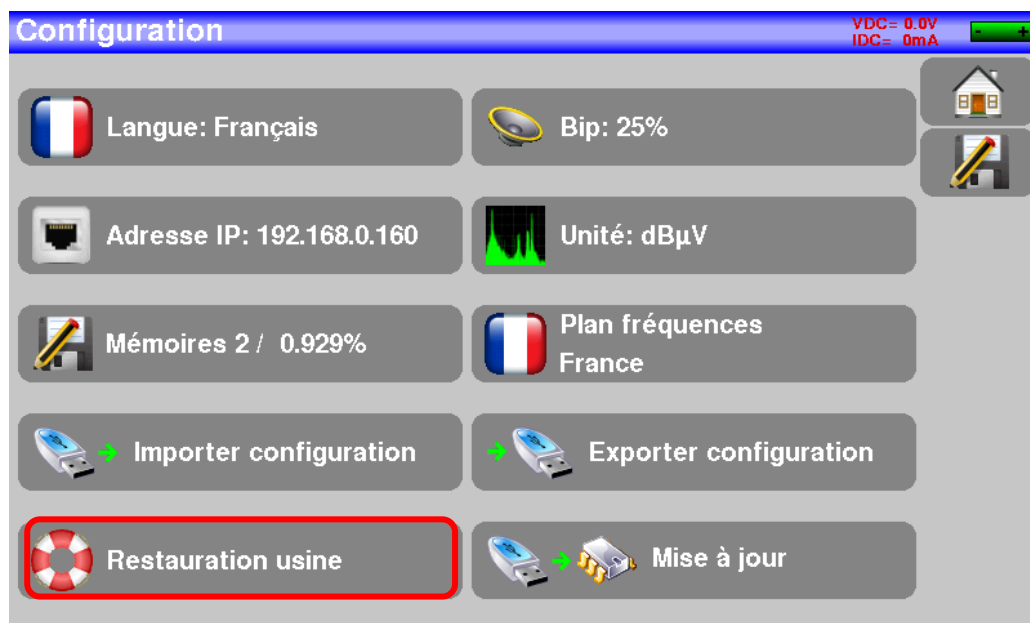 Configuration
VDC= 0.0V
IDC= 0mA
- +
Langue: Français
Bip: 25%
Adresse IP: 192.168.0.160
Unité: dBµV
Mémoires 2 / 0.929%
Plan fréquences
France
Importer configuration
Exporter configuration
Restauration usine
Mise à jour